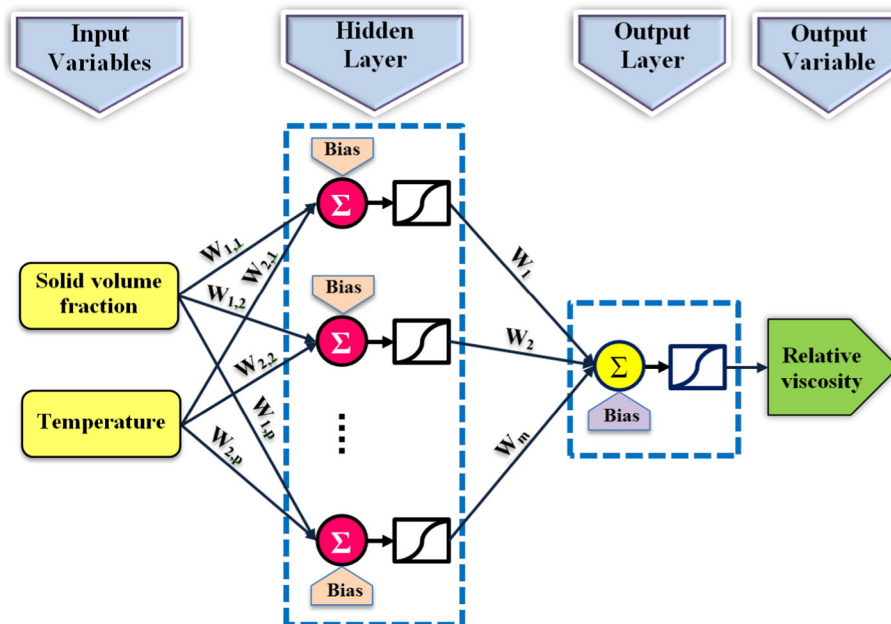 Input
Variables
Hidden
Layer
Output
Layer
Output
Variable
Bias
Σ
W1,1
W2,1
Solid volume
fraction
W1,2
Bias
Σ
W2,2
Temperature
W1,p
W2,p
Σ
Bias
W1
W2
Wm
Σ
Bias
Relative
viscosity